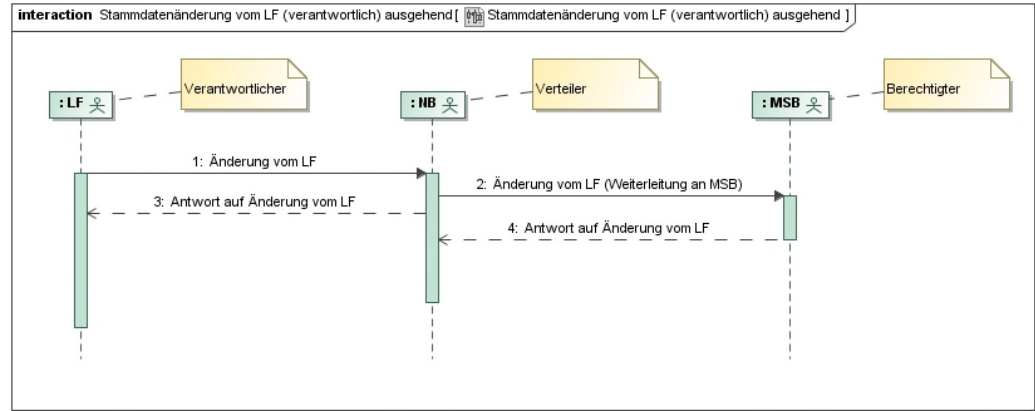 interaction Stammdatenänderung vom LF (verantwortlich) ausgehend [ Stammdatenänderung vom LF (verantwortlich) ausgehend ]
: LF
Verantwortlicher
: NB
Verteiler
: MSB
Berechtigter
1: Änderung vom LF
2: Änderung vom LF (Weiterleitung an MSB)
3: Antwort auf Änderung vom LF
4: Antwort auf Änderung vom LF